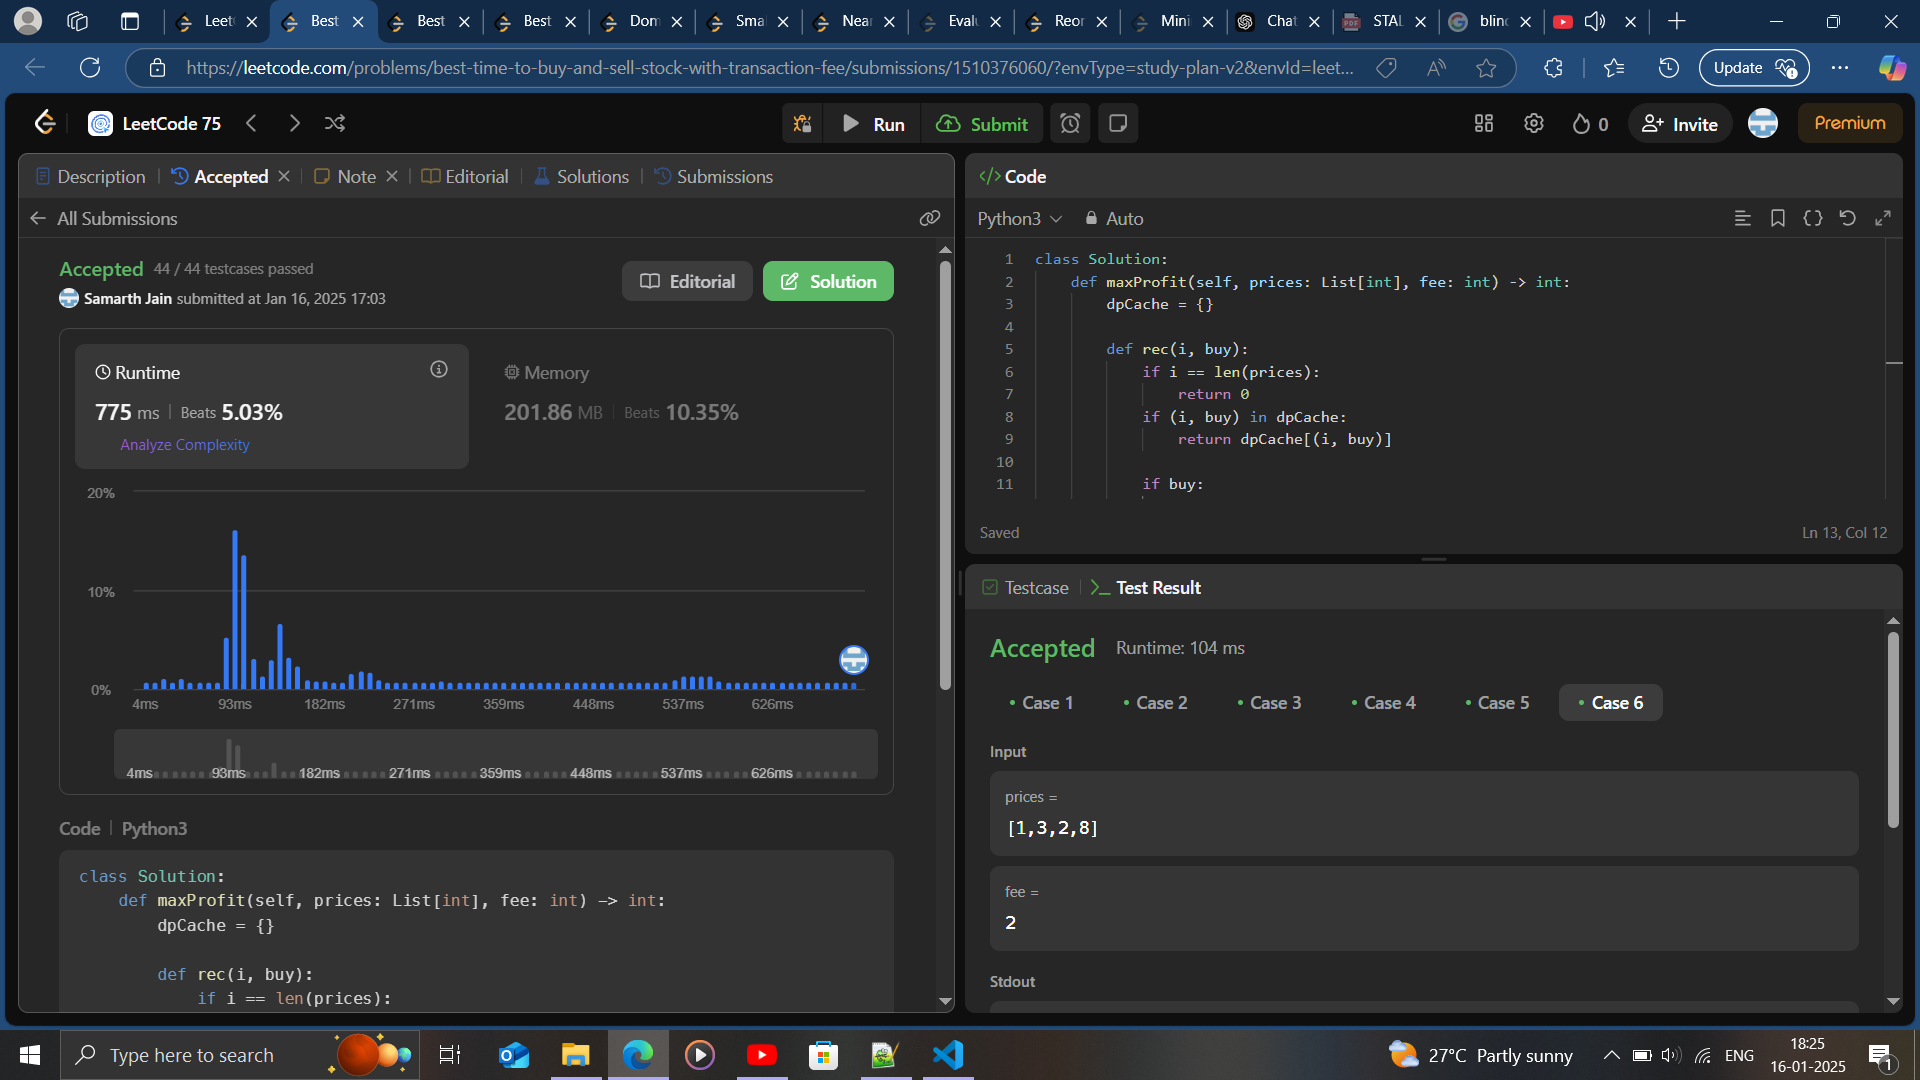 Leet
Best
Best
Best
Dom
Smal
Near
Evalu
Reor
Mini
Chat
STAL
blind
https://leetcode.com/problems/best-time-to-buy-and-sell-stock-with-transaction-fee/submissions/1510376060/?envType=study-plan-v2&envId=leet...
Update
LeetCode 75
Run
Submit
0
Invite
Premium
Description
Accepted
Note
Editorial
Solutions
Submissions
All Submissions
Accepted 44 / 44 testcases passed
Samarth Jain submitted at Jan 16, 2025 17:03
Editorial
Solution
Runtime
775 ms | Beats 5.03%
Analyze Complexity
Memory
201.86 MB | Beats 10.35%
20%
10%
0%
4ms 93ms 182ms 271ms 359ms 448ms 537ms 626ms
4ms 93ms 182ms 271ms 359ms 448ms 537ms 626ms
Code | Python3
class Solution:
def maxProfit(self, prices: List[int], fee: int) -> int:
dpCache = {}
def rec(i, buy):
if i == len(prices):
</> Code
Python3
Auto
1 class Solution:
2 def maxProfit(self, prices: List[int], fee: int) -> int:
3 dpCache = {}
4
5 def rec(i, buy):
6 if i == len(prices):
7 return 0
8 if (i, buy) in dpCache:
9 return dpCache[(i, buy)]
10
11 if buy:
Saved
Ln 13, Col 12
Testcase
Test Result
Accepted Runtime: 104 ms
Case 1
Case 2
Case 3
Case 4
Case 5
Case 6
Input
prices =
[1,3,2,8]
fee =
2
Stdout
Type here to search
27°C Partly sunny
ENG
18:25
16-01-2025
1